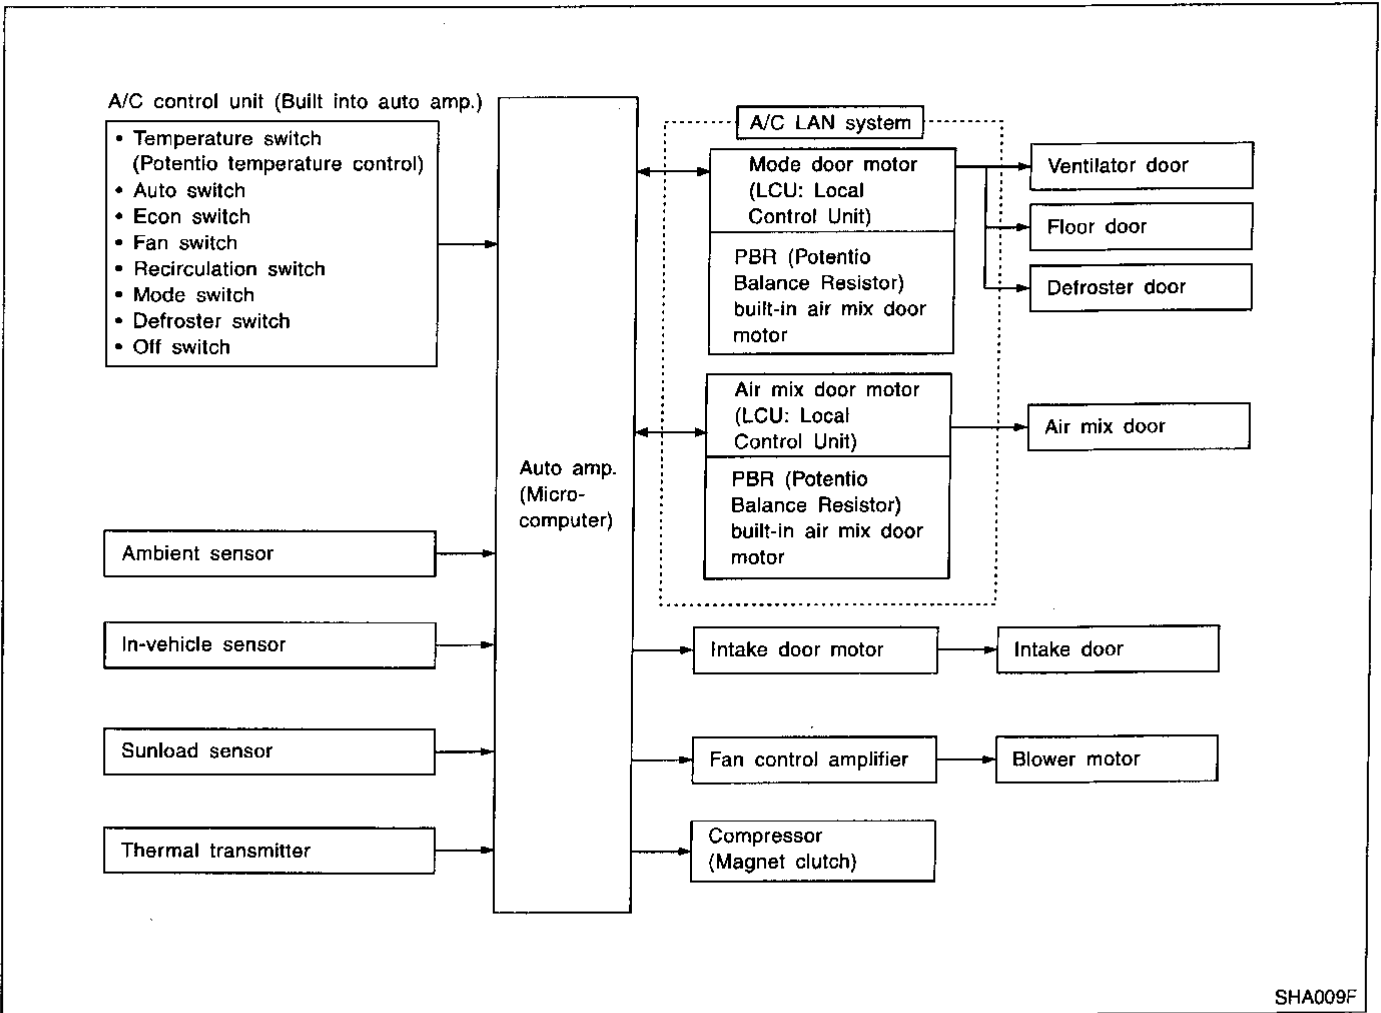 A/C control unit (Built into auto amp.)
• Temperature switch
(Potentio temperature control)
• Auto switch
• Econ switch
• Fan switch
• Recirculation switch
• Mode switch
• Defroster switch
• Off switch
Ambient sensor
In-vehicle sensor
Sunload sensor
Thermal transmitter
Auto amp.
(Micro-
computer)
A/C LAN system
Mode door motor
(LCU: Local
Control Unit)
PBR (Potentio
Balance Resistor)
built-in air mix door
motor
Air mix door motor
(LCU: Local
Control Unit)
PBR (Potentio
Balance Resistor)
built-in air mix door
motor
Intake door motor
Fan control amplifier
Compressor
(Magnet clutch)
Ventilator door
Floor door
Defroster door
Air mix door
Intake door
Blower motor
SHA009F